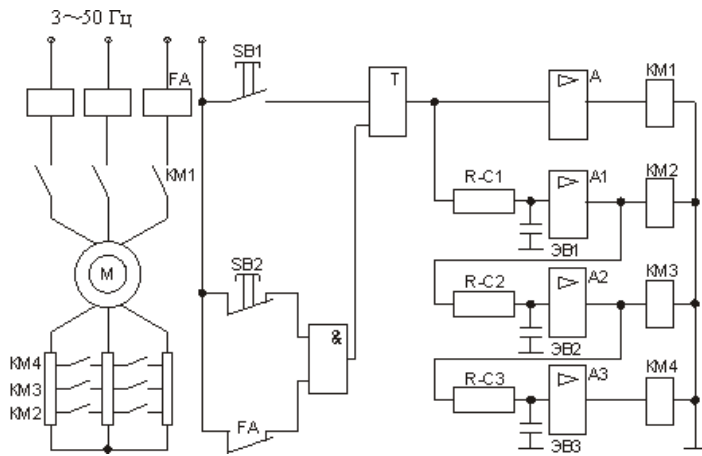 3~50 Гц
FA
SB1
T
A
KM1
KM1
R-C1
A1
KM2
ЭВ1
M
SB2
R-C2
A2
KM3
ЭВ2
&
KM4
KM3
KM2
R-C3
A3
KM4
FA
ЭВ3